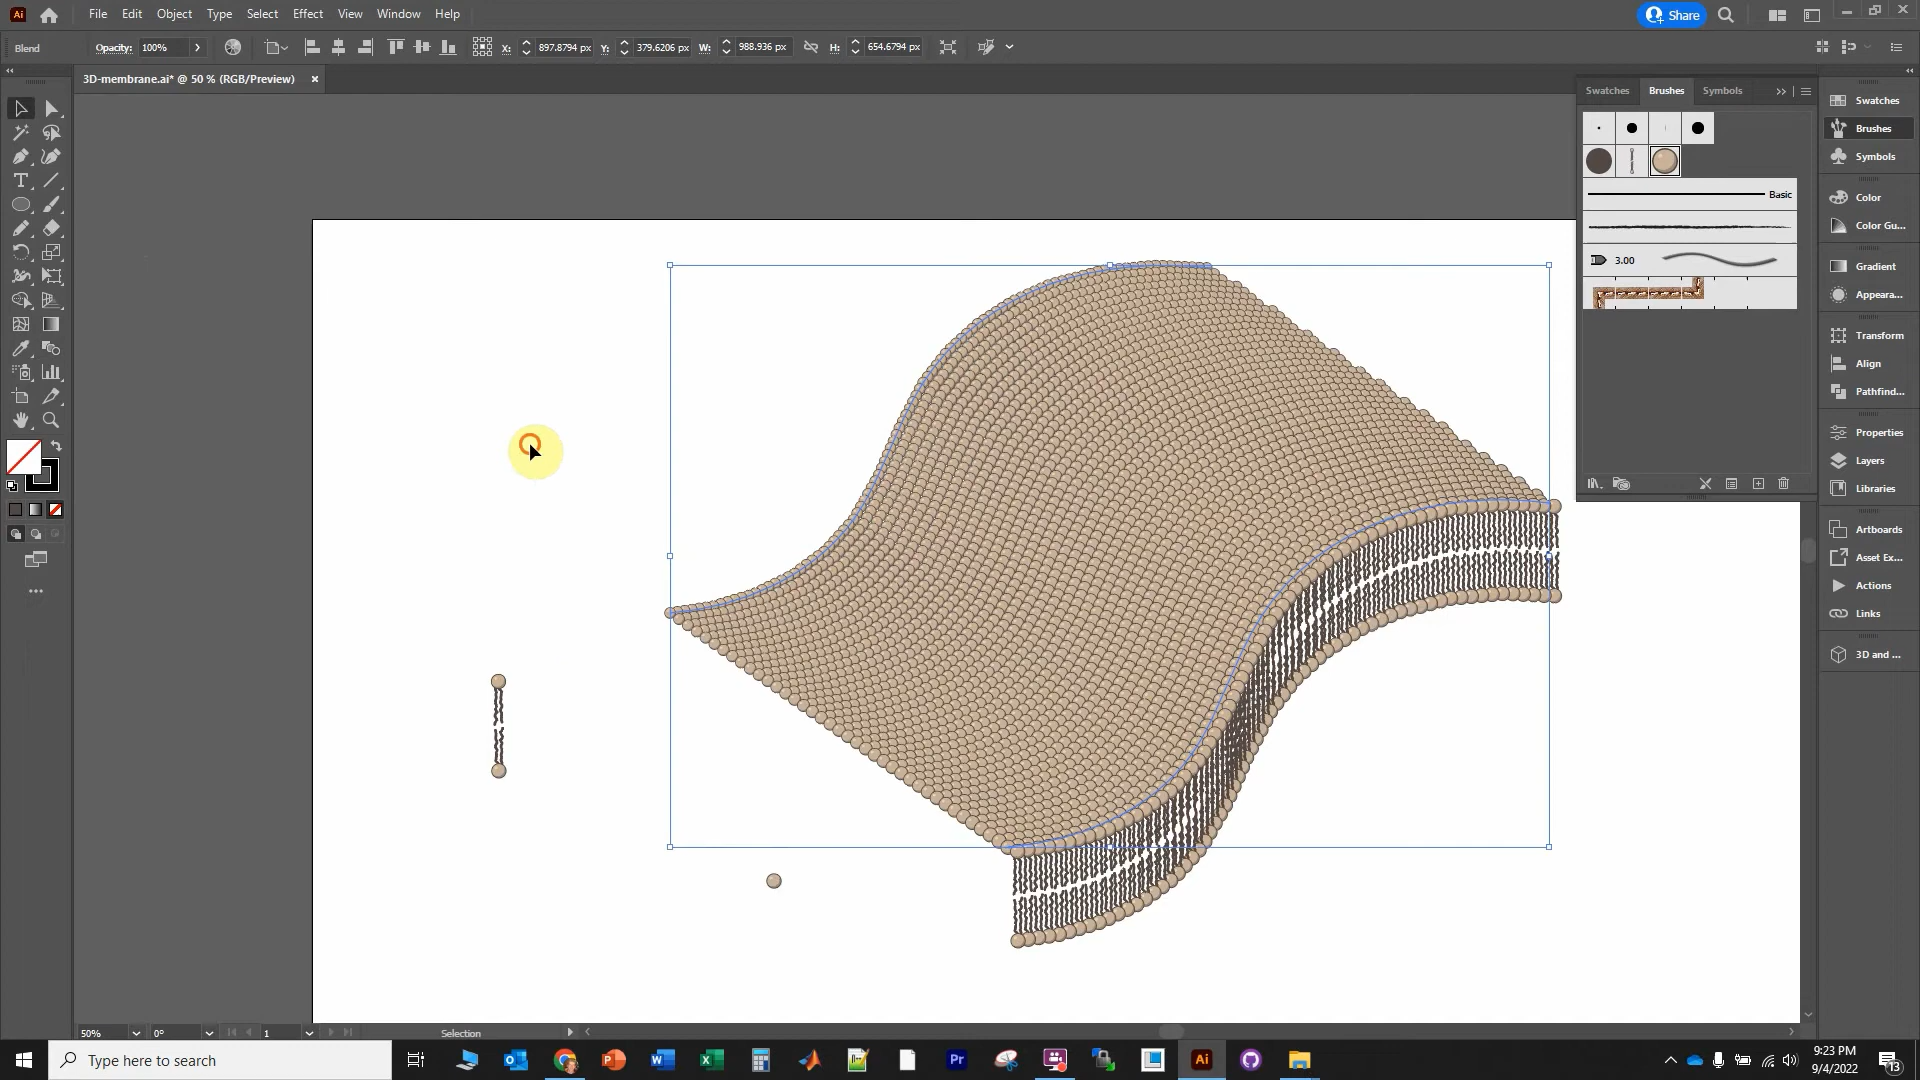 Ai
File Edit Object Type Select Effect View Window Help
Share
Blend Opacity: 100% X: 897.8794 px Y: 379.6206 px W: 988.936 px H: 654.6794 px
3D-membrane.ai* @ 50 % (RGB/Preview)
Swatches Brushes Symbols
Basic
3.00
Swatches
Brushes
Symbols
Color
Color Gu...
Gradient
Appeara...
Transform
Align
Pathfind...
Properties
Layers
Libraries
Artboards
Asset Ex...
Actions
Links
3D and ...
50% 0° 1 Selection
Type here to search
Pr
Ai
9:23 PM
9/4/2022
13